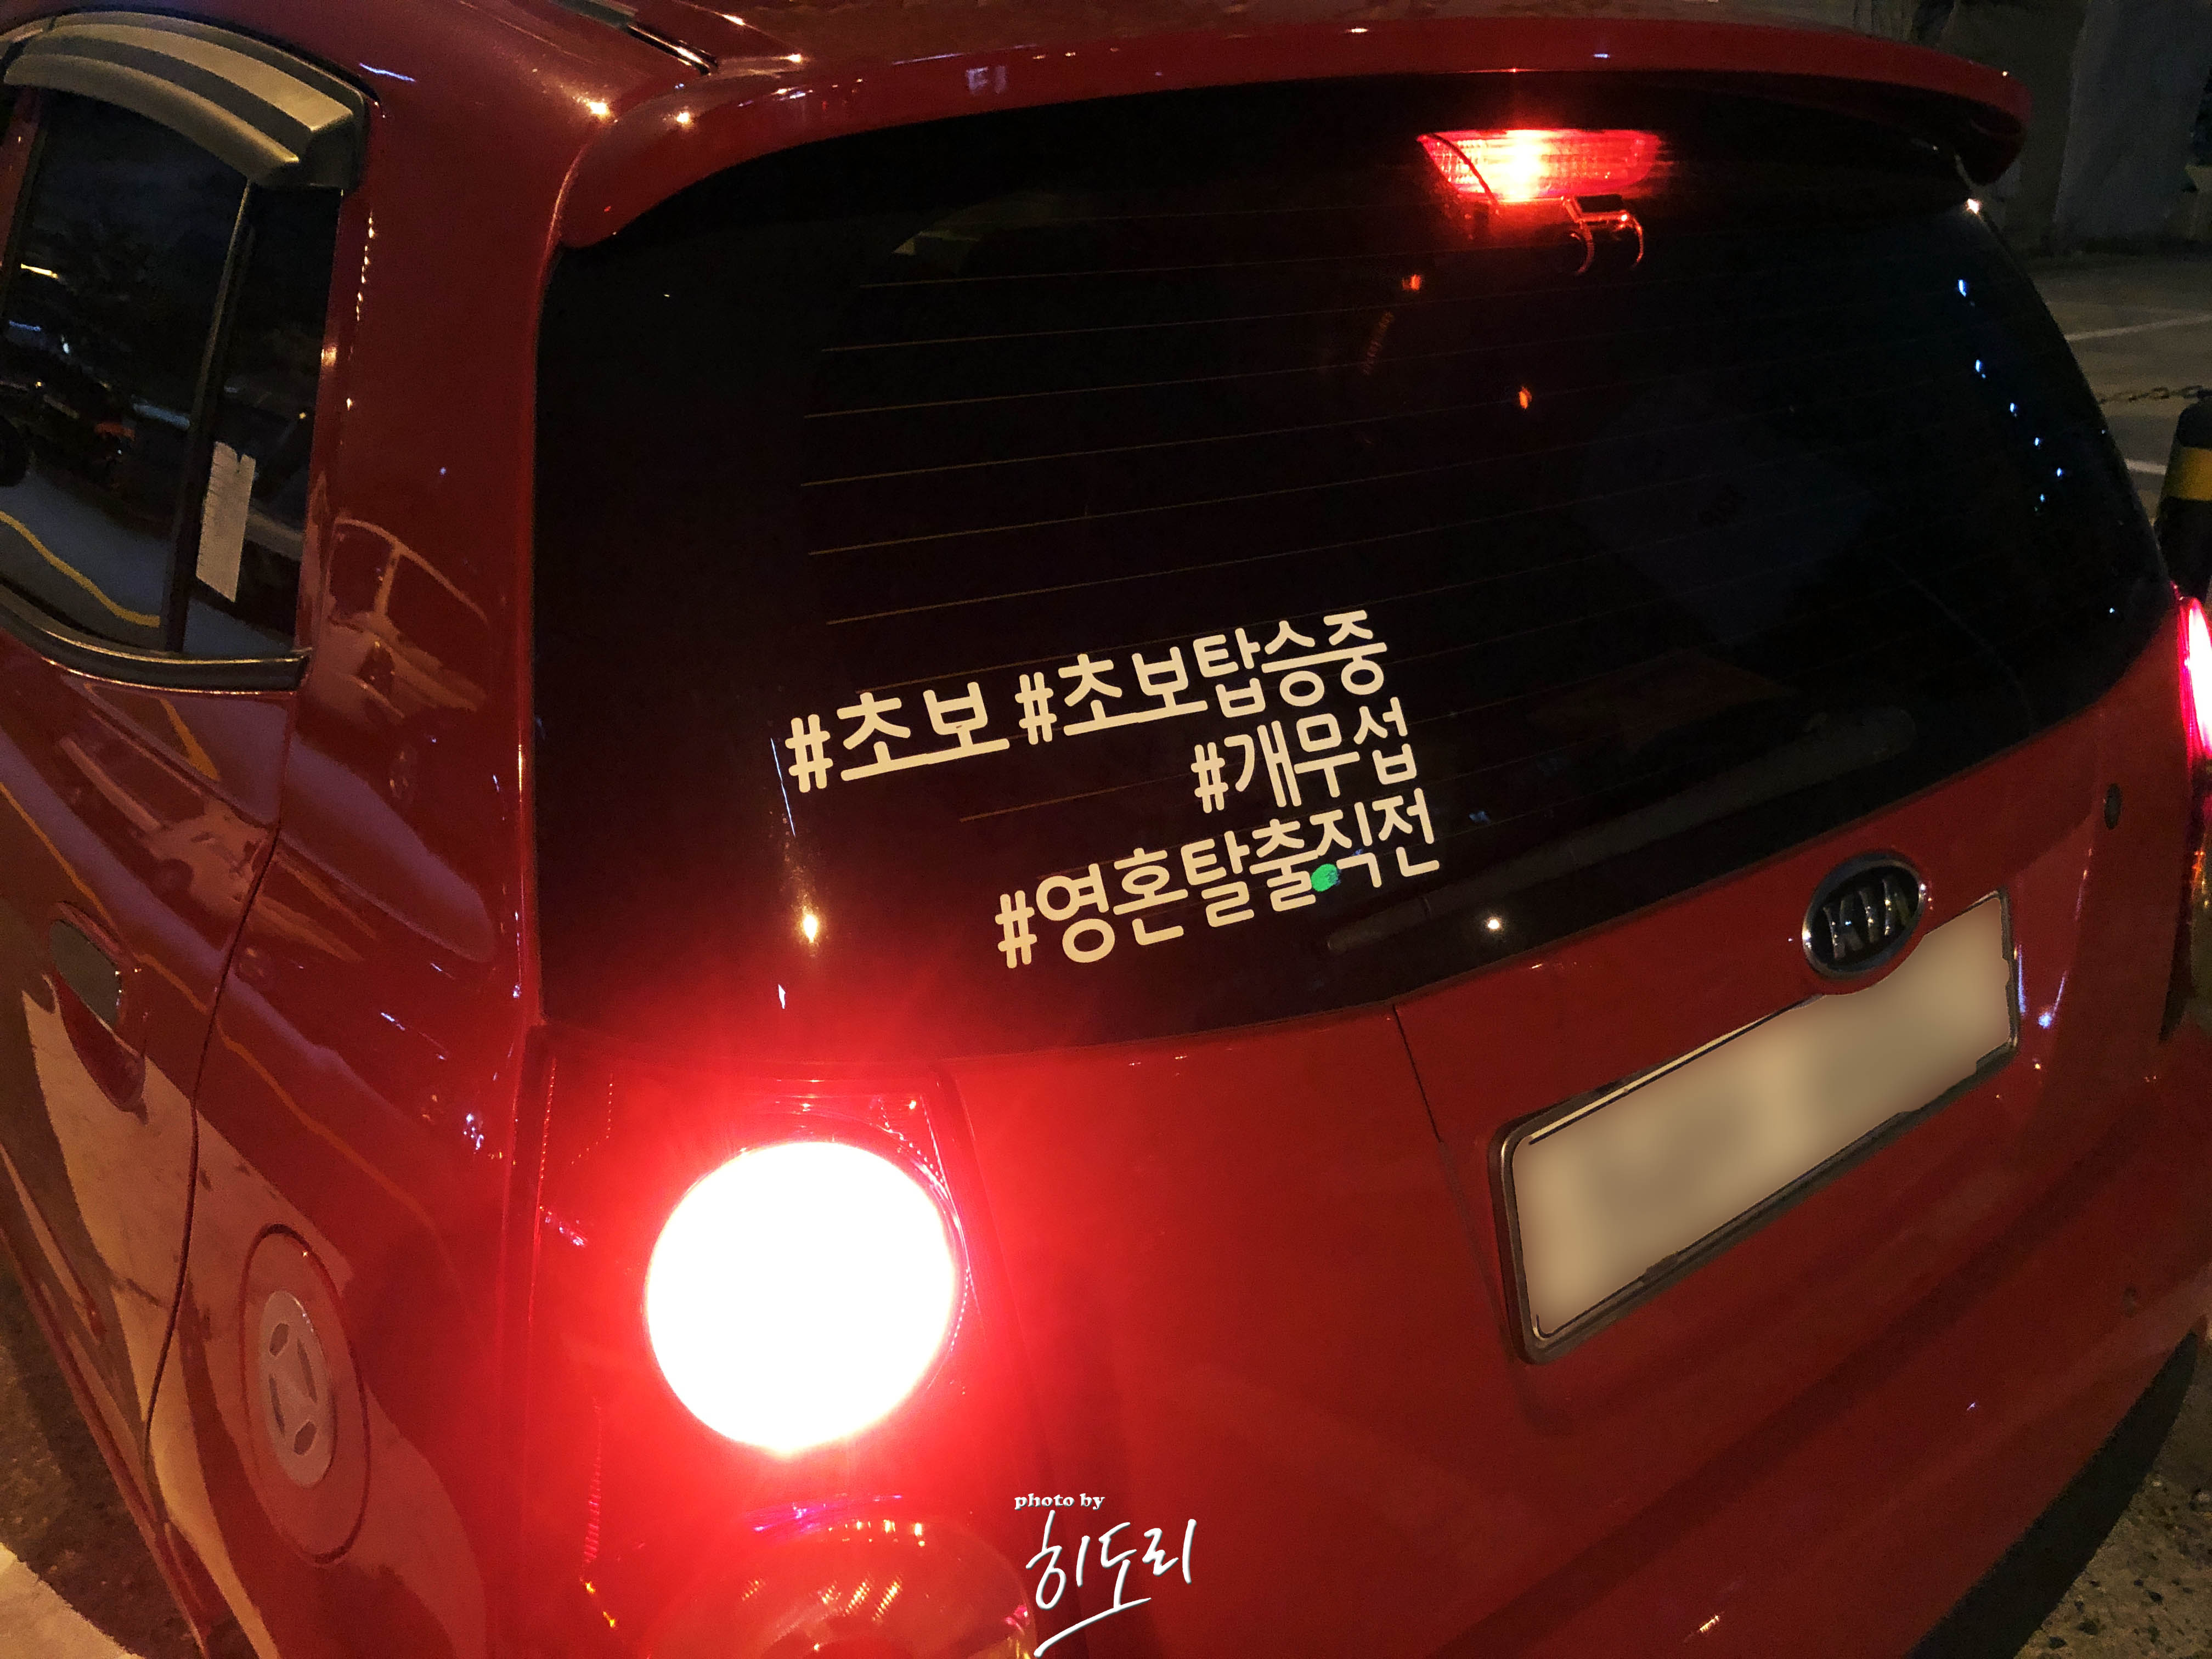 #초보 #초보탑승중
#개무섭
#영혼탈출직전
KIA
photo by
히도리